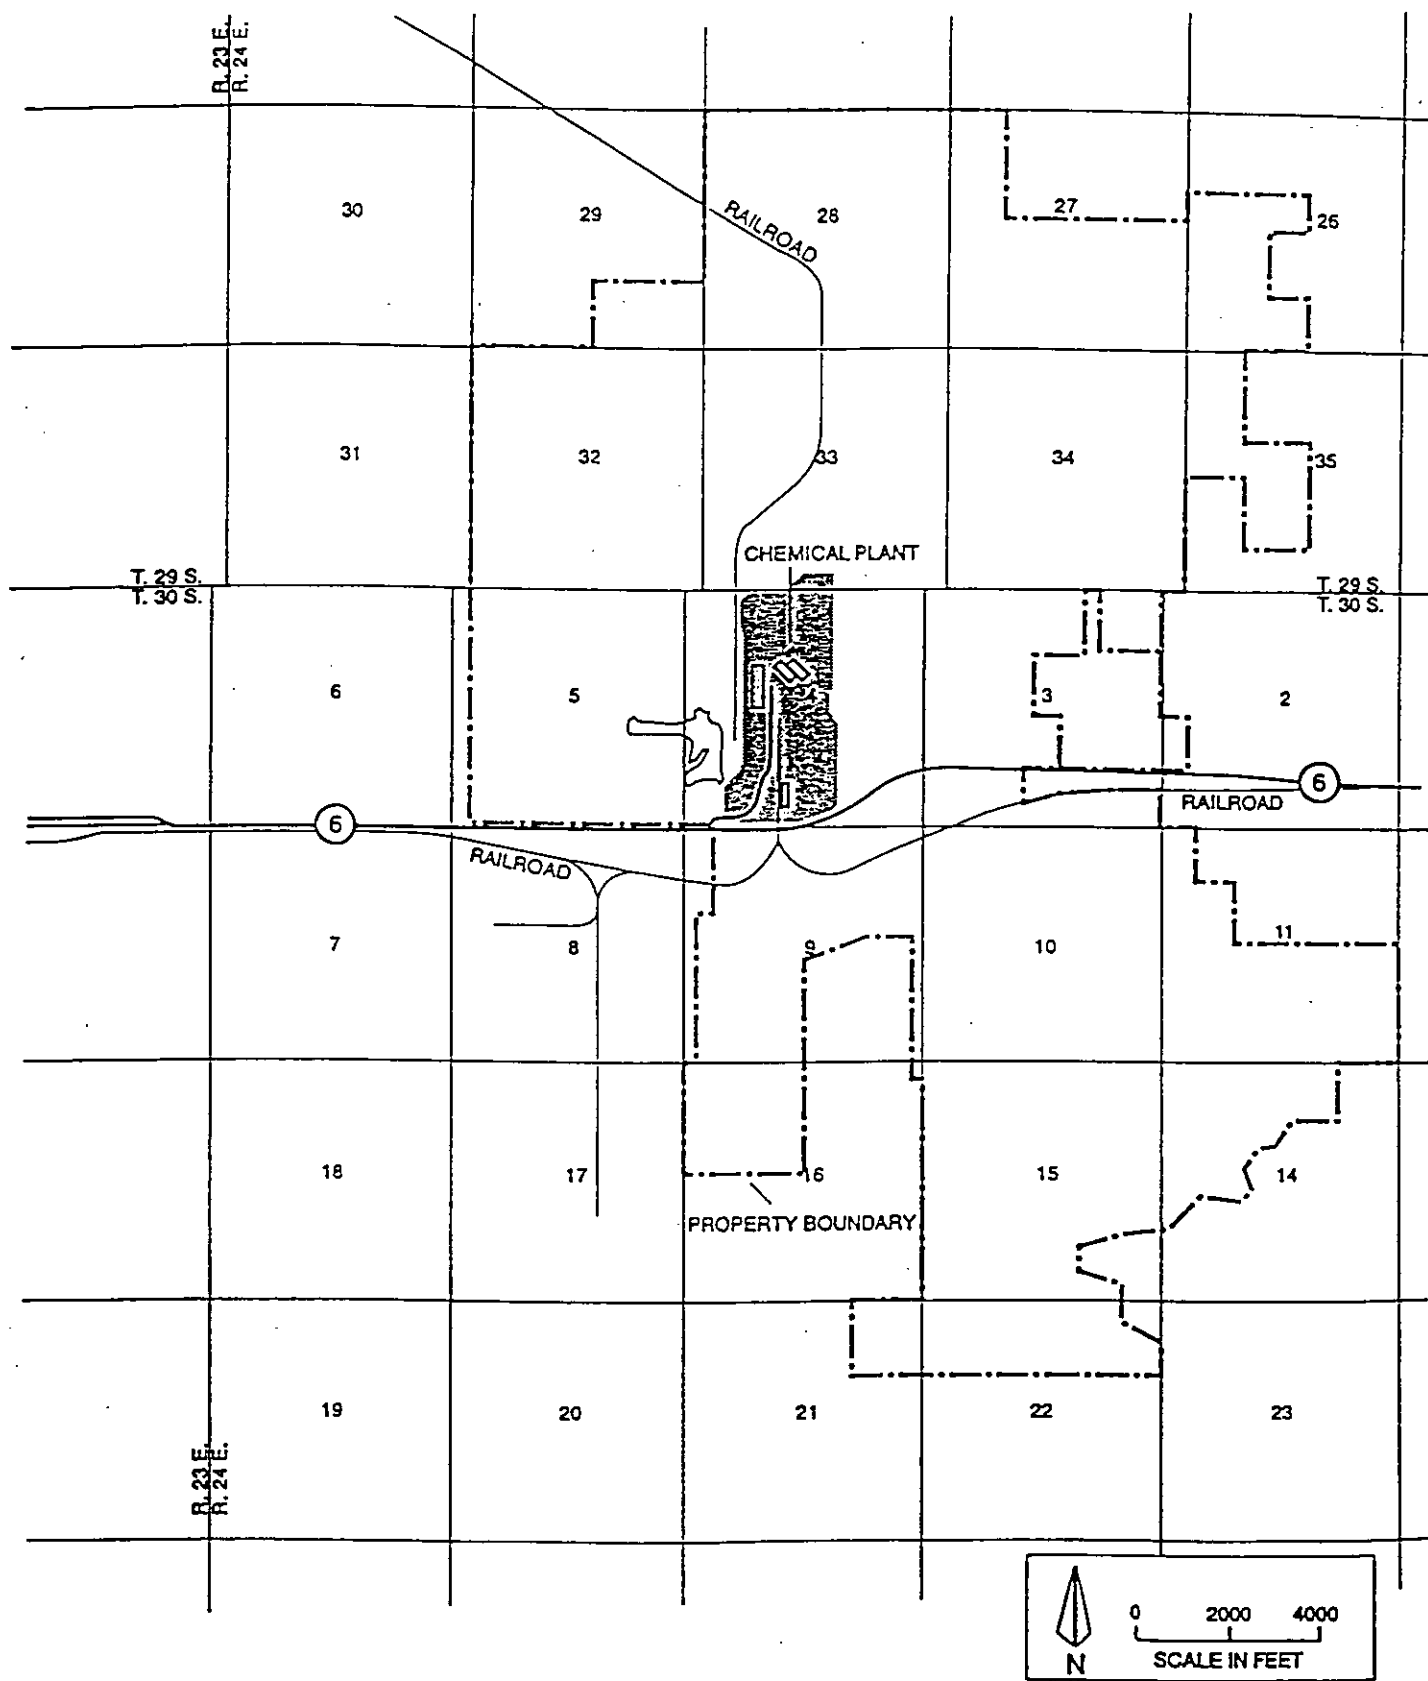 R. 23 E.
R. 24 E.
30
29
28
27
26
RAILROAD
31
32
33
34
35
CHEMICAL PLANT
T. 29 S.
T. 30 S.
T. 29 S.
T. 30 S.
6
5
4
3
2
6
6
RAILROAD
RAILROAD
7
8
9
10
11
18
17
16
15
14
PROPERTY BOUNDARY
19
20
21
22
23
R. 23 E.
R. 24 E.
0 2000 4000
N
SCALE IN FEET